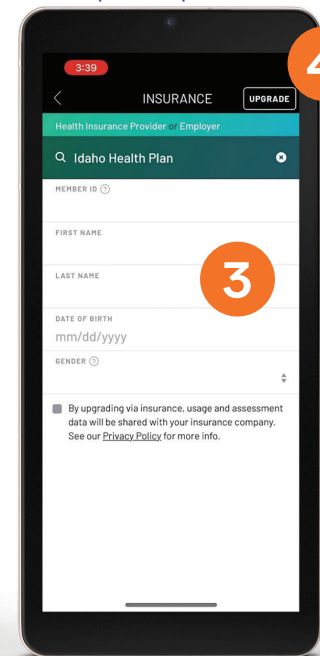 3:39
4
INSURANCE
UPGRADE
Health Insurance Provider or Employer
Idaho Health Plan
MEMBER ID
FIRST NAME
LAST NAME
3
DATE OF BIRTH
mm/dd/yyyy
GENDER
By upgrading via insurance, usage and assessment
data will be shared with your insurance company.
See our Privacy Policy for more info.